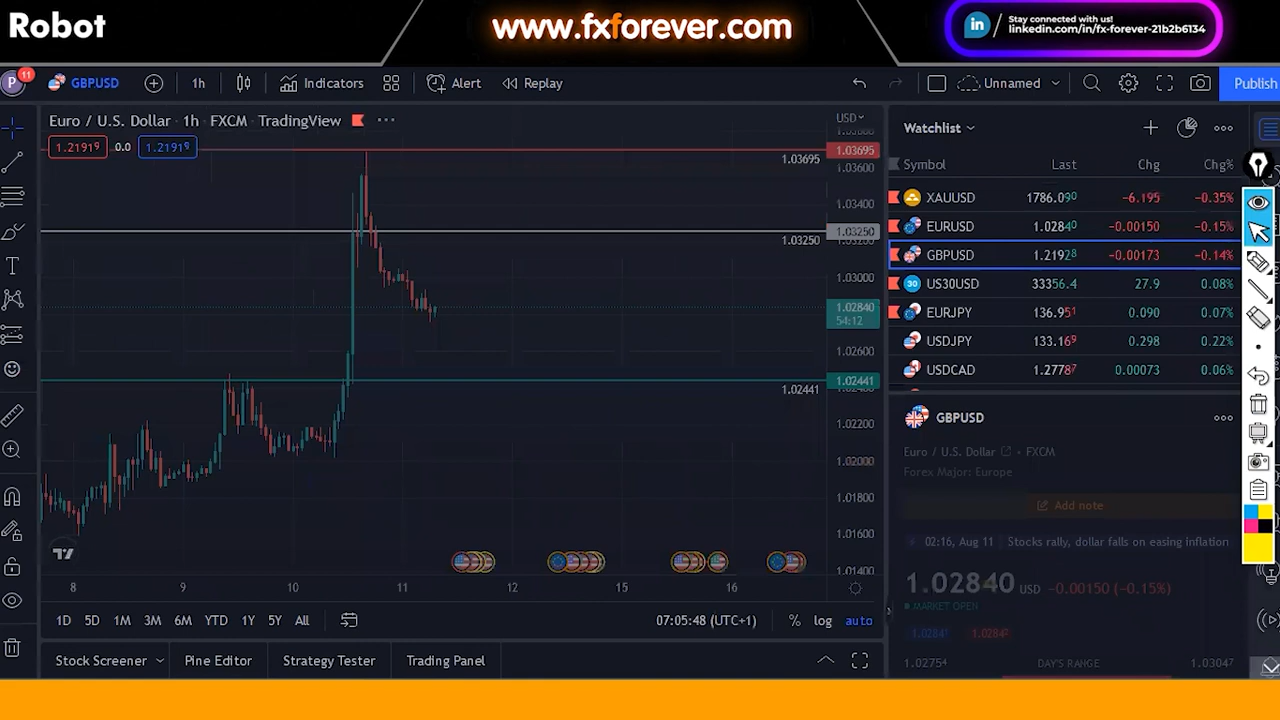 Robot
www.fxforever.com
in
Stay connected with us!
linkedin.com/in/fx-forever-21b2b6134
P 11 GBPUSD 1h Indicators Alert Replay Unnamed Publish
Euro / U.S. Dollar · 1h · FXCM · TradingView
1.21919 0.0 1.21919
USD
1.03695
1.03695
1.03600
1.03400
1.03250
1.03250
1.03200
1.03000
1.02840
54:12
1.02600
1.02441
1.02441
1.02200
1.02000
1.01800
1.01600
1.01400
8 9 10 11 12 15 16
1D 5D 1M 3M 6M YTD 1Y 5Y All 07:05:48 (UTC+1) % log auto
Stock Screener Pine Editor Strategy Tester Trading Panel
Watchlist
Symbol Last Chg Chg%
XAUUSD 1786.090 -6.195 -0.35%
EURUSD 1.02840 -0.00150 -0.15%
GBPUSD 1.21928 -0.00173 -0.14%
30 US30USD 33356.4 27.9 0.08%
EURJPY 136.951 0.090 0.07%
USDJPY 133.169 0.298 0.22%
USDCAD 1.27787 0.00073 0.06%
GBPUSD
Euro / U.S. Dollar · FXCM
Forex Major: Europe
Add note
02:16, Aug 11 Stocks rally, dollar falls on easing inflation
1.02840 USD -0.00150 (-0.15%)
MARKET OPEN
1.02754 DAY'S RANGE 1.03047